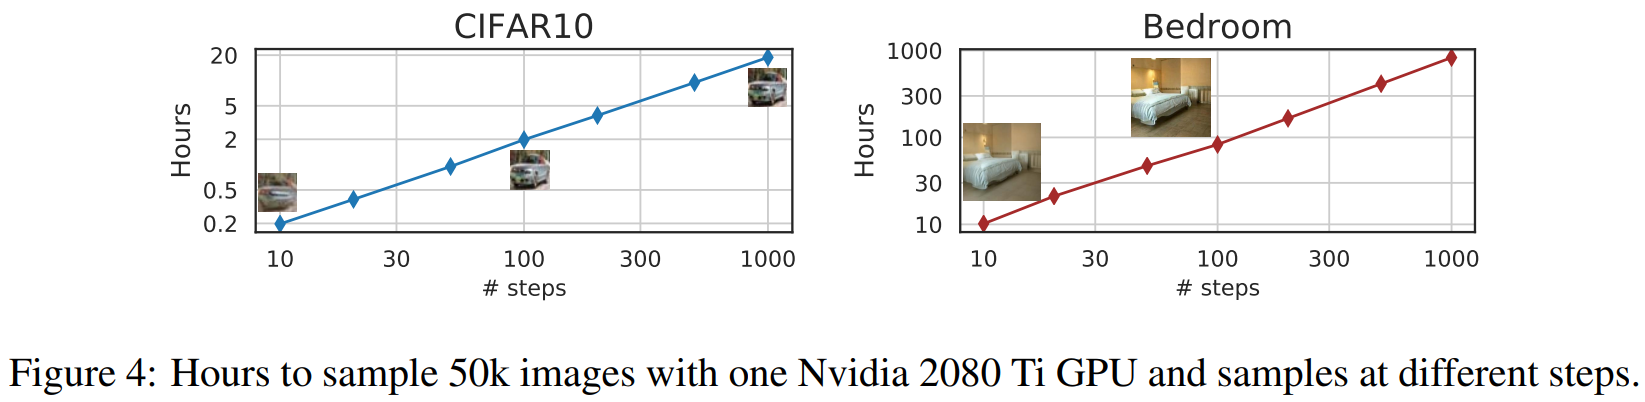 CIFAR10
20
5
2
0.5
0.2
Hours
10 30 100 300 1000
# steps
Bedroom
1000
300
100
30
10
Hours
10 30 100 300 1000
# steps
Figure 4: Hours to sample 50k images with one Nvidia 2080 Ti GPU and samples at different steps.